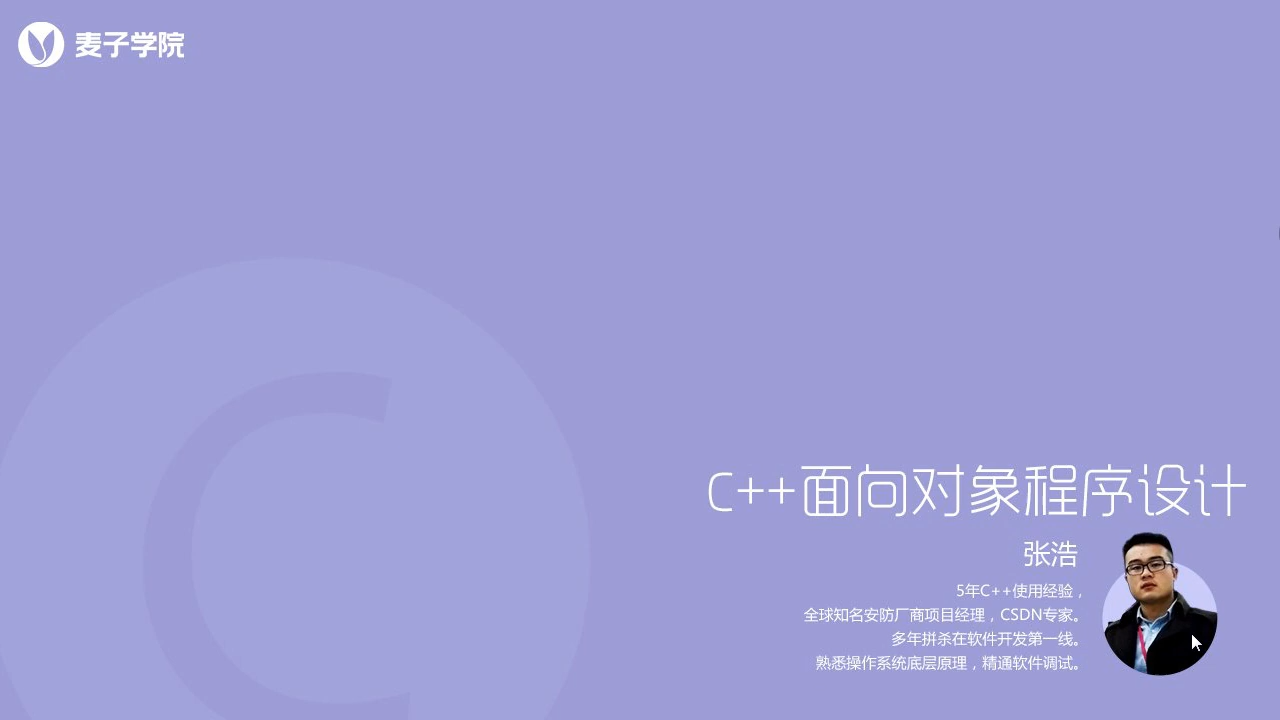 麦子学院
C++面向对象程序设计
张浩
5年C++使用经验，
全球知名安防厂商项目经理，CSDN专家。
多年拼杀在软件开发第一线。
熟悉操作系统底层原理，精通软件调试。